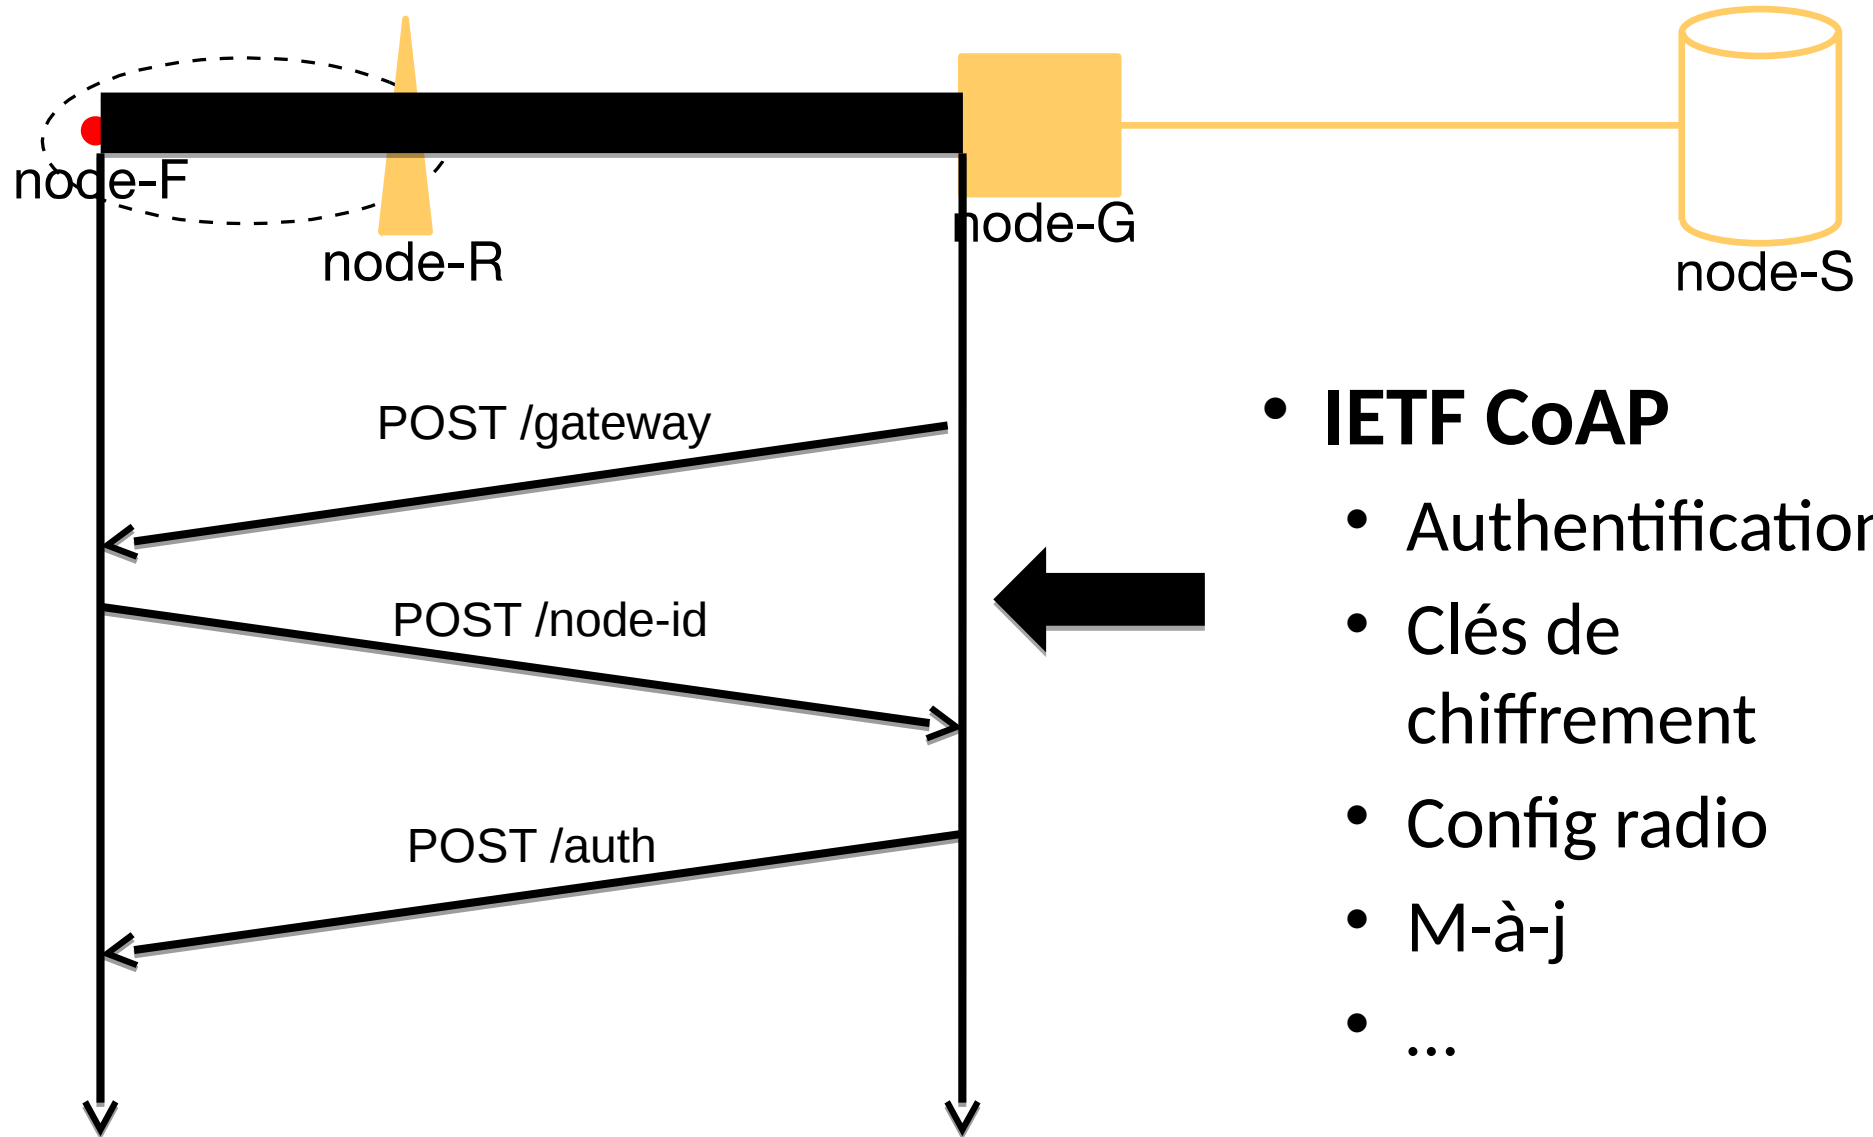 node-F
node-R
node-G
node-S
POST /gateway
POST /node-id
POST /auth
• IETF CoAP
• Authentification
• Clés de
chiffrement
• Config radio
• M-à-j
• ...